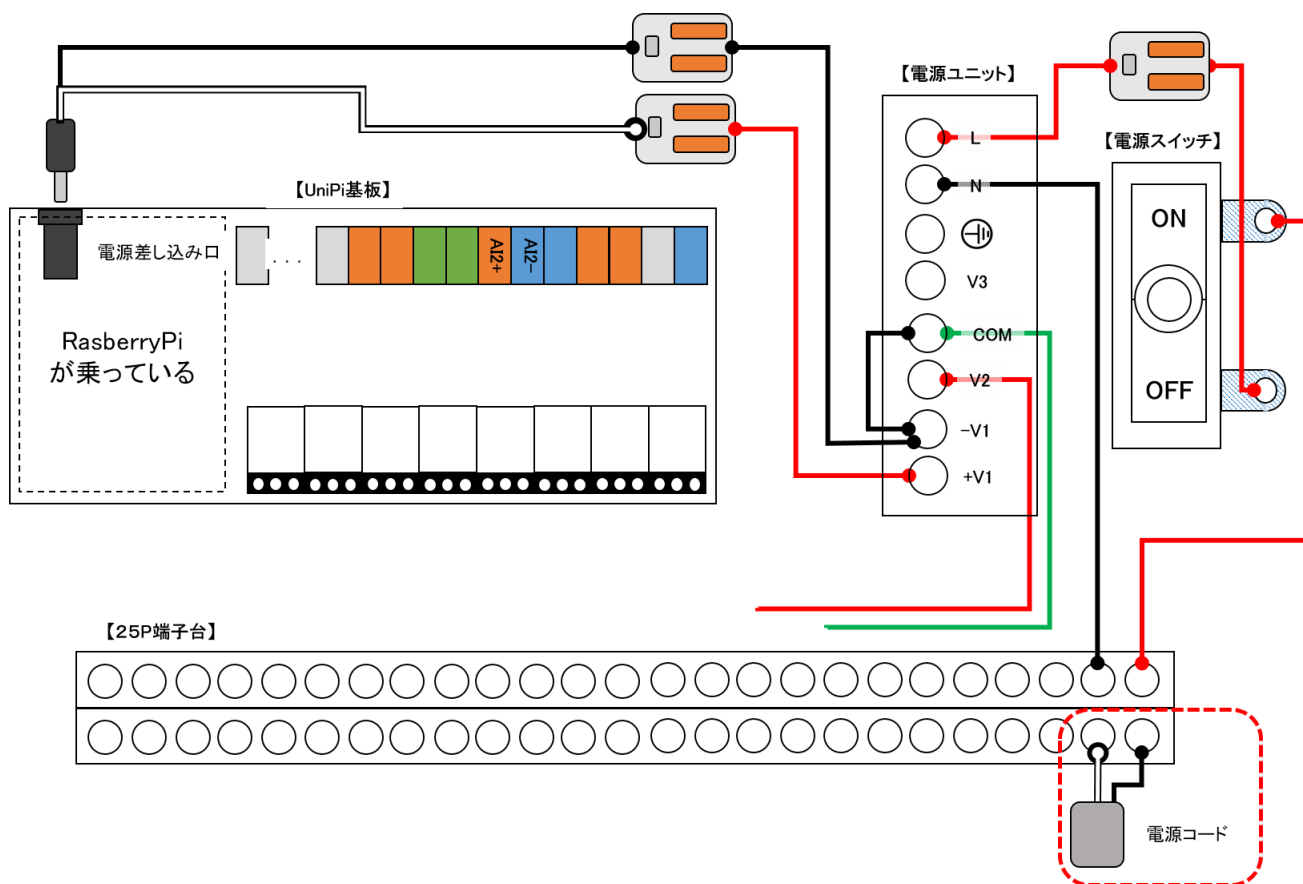 【電源ユニット】
【電源スイッチ】
L
N
V3
COM
V2
-V1
+V1
ON
OFF
【UniPi基板】
電源差し込み口
・・・
AI2+
AI2-
RasberryPi
が乗っている
【25P端子台】
電源コード